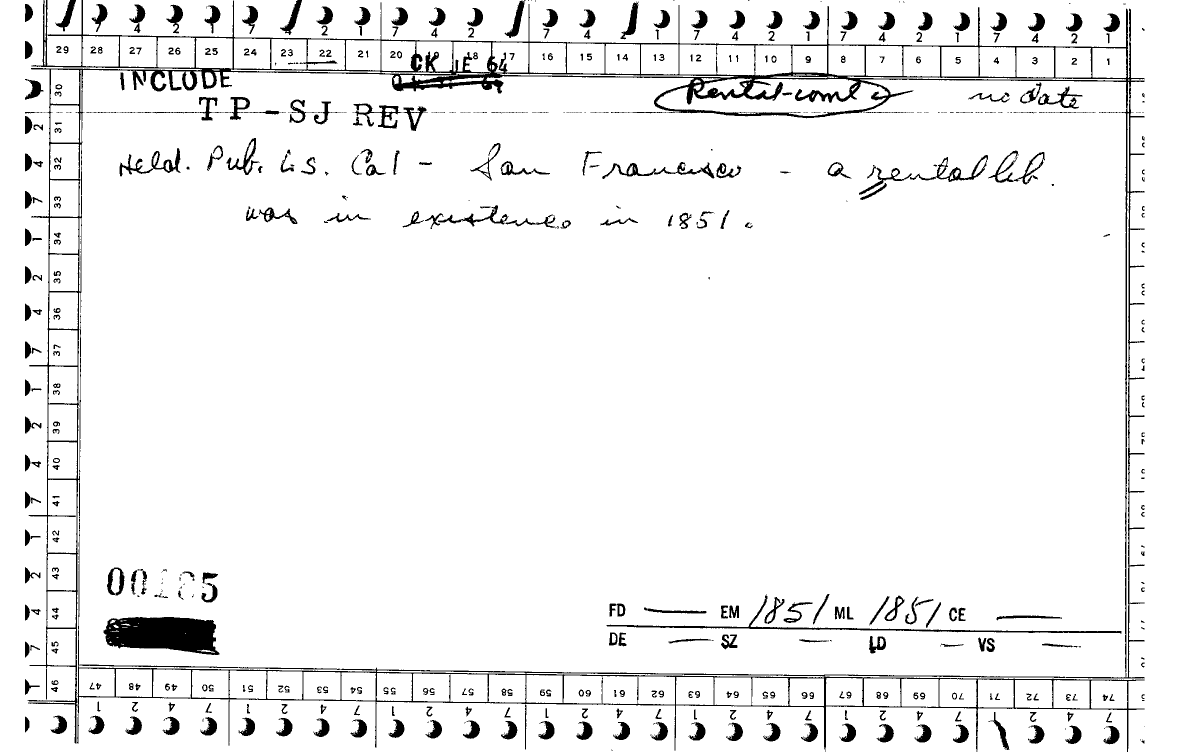 7 4 2 1 7 4 2 1 7 4 2 1 7 4 2 1 7 4 2 1 7 4 2 1 7 4 2 1
29 28 27 26 25 24 23 22 21 20 19 18 17 16 15 14 13 12 11 10 9 8 7 6 5 4 3 2 1
CK JE 64
INCLUDE
Rental-coml no date
TP-SJ REV
Held. Pub. Lis. Cal - San Francisco - a rental lib.
was in existence in 1851.
30
31
32
33
34
35
36
37
38
39
40
41
42
43
44
45
46
00185
FD — EM 1851 ML 1851 CE —
DE — SZ — LD — VS —
47 48 49 50 51 52 53 54 55 56 57 58 59 60 61 62 63 64 65 66 67 68 69 70 71 72 73 74
1 2 4 7 1 2 4 7 1 2 4 7 1 2 4 7 1 2 4 7 1 2 4 7 2 4 7